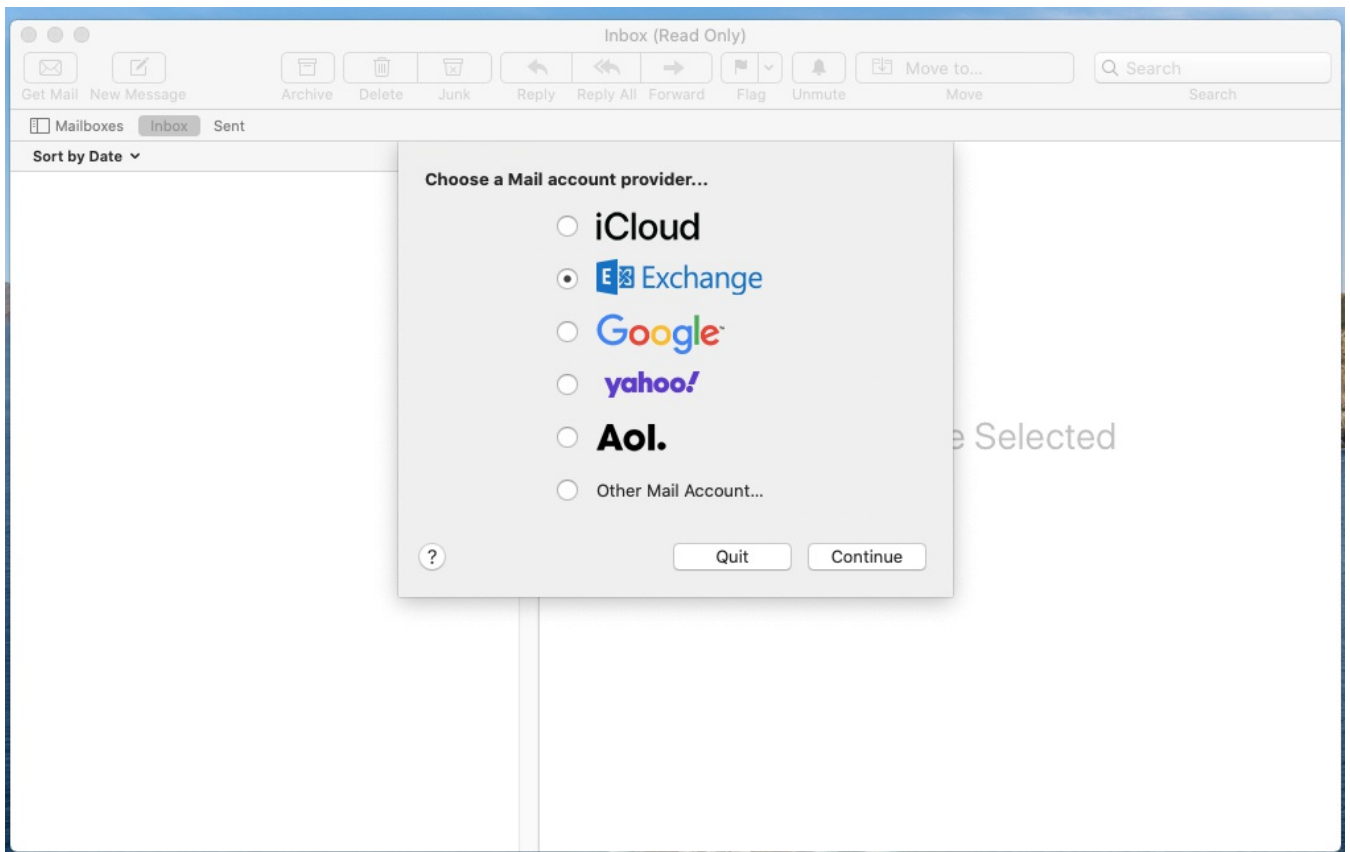 Inbox (Read Only)
Move to...
Search
Get Mail New Message Archive Delete Junk Reply Reply All Forward Flag Unmute Move Search
Mailboxes Inbox Sent
Sort by Date
Choose a Mail account provider...
iCloud
E Exchange
Google™
yahoo!
Aol.
e Selected
Other Mail Account...
? Quit Continue